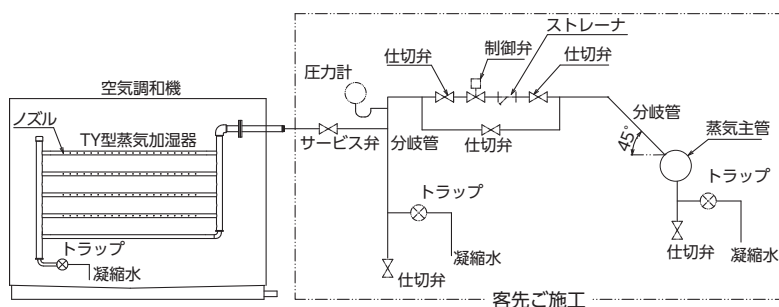 ストレーナ
仕切弁
制御弁
仕切弁
圧力計
空気調和機
ノズル
TY型蒸気加湿器
サービス弁
分岐管
仕切弁
分岐管
蒸気主管
45°
トラップ
トラップ
トラップ
凝縮水
仕切弁
凝縮水
仕切弁
凝縮水
客先ご施工